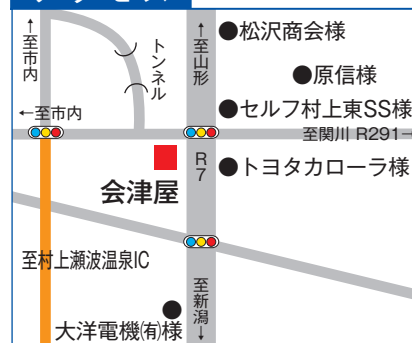 ↑至市内
トンネル
↑至山形
●松沢商会様
●原信様
●セルフ村上東SS様
←至市内
至関川 R291→
R7
●トヨタカローラ様
会津屋
至村上瀬波温泉IC
至新潟↓
大洋電機㈲様